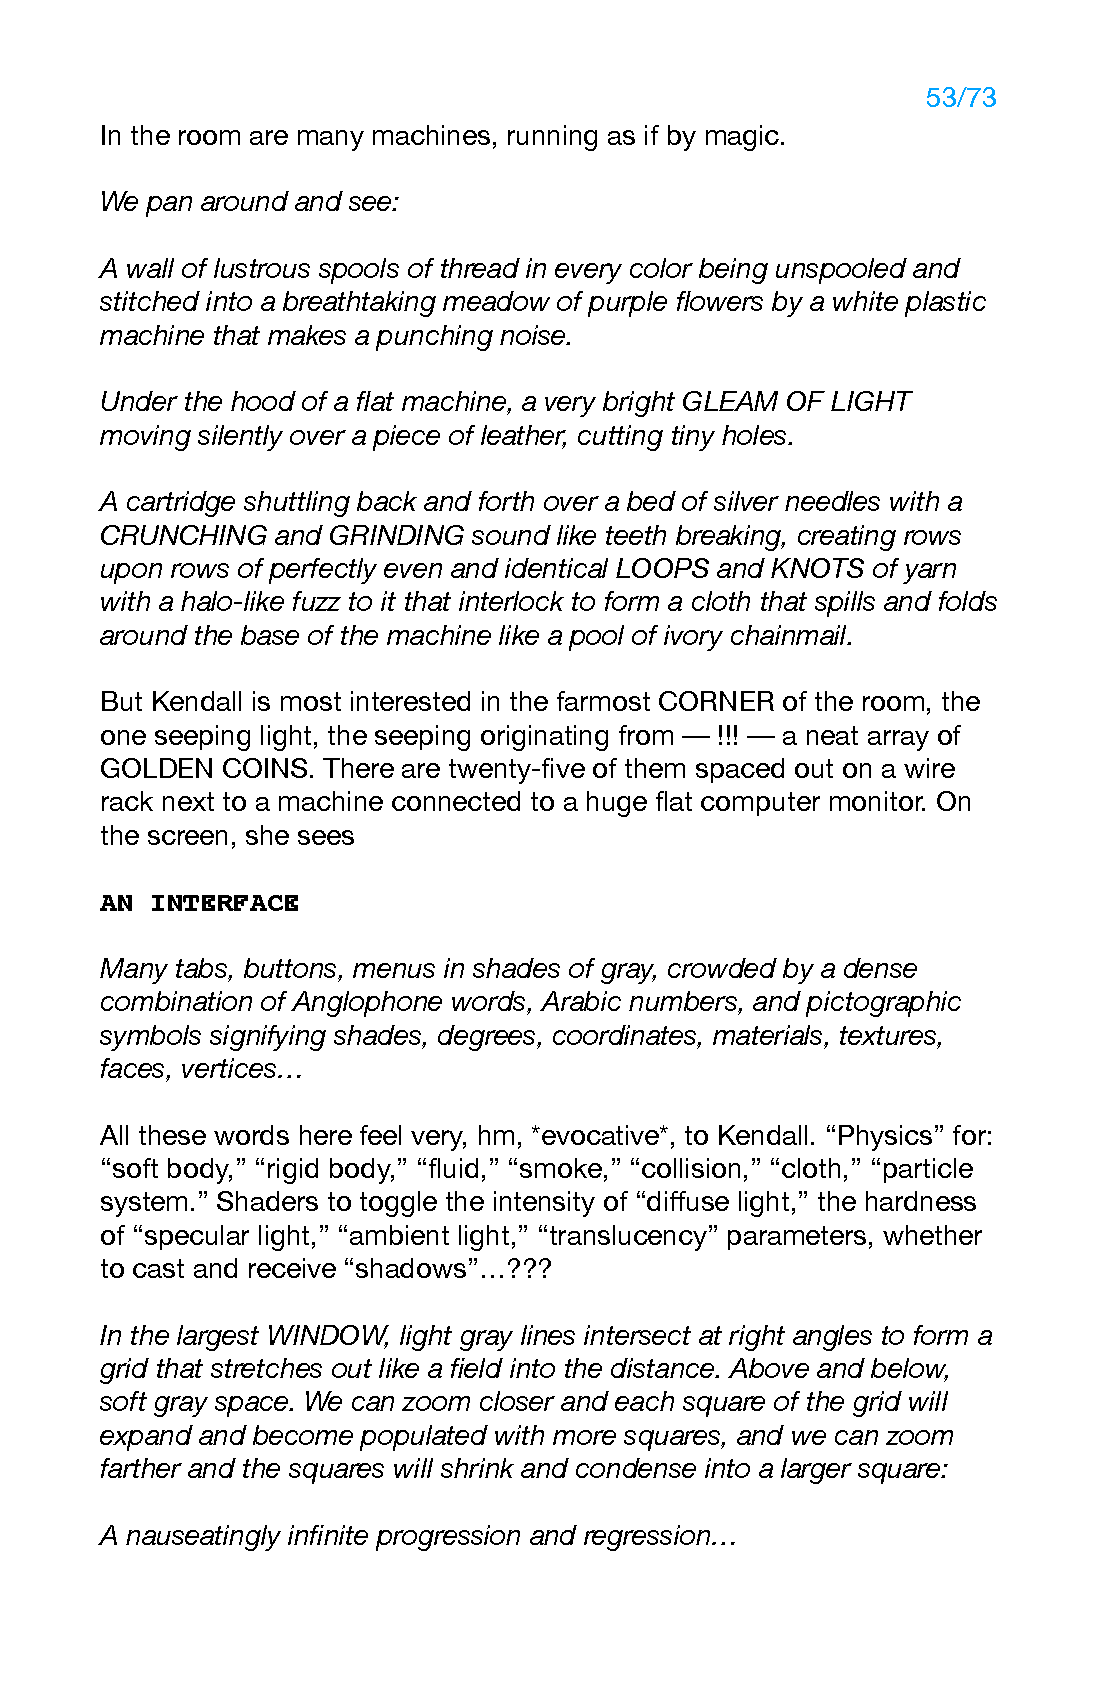 53/73
In the room are many machines, running as if by magic.
We pan around and see:
A wall of lustrous spools of thread in every color being unspooled and
stitched into a breathtaking meadow of purple flowers by a white plastic
machine that makes a punching noise.
Under the hood of a flat machine, a very bright GLEAM OF LIGHT
moving silently over a piece of leather, cutting tiny holes.
A cartridge shuttling back and forth over a bed of silver needles with a
CRUNCHING and GRINDING sound like teeth breaking, creating rows
upon rows of perfectly even and identical LOOPS and KNOTS of yarn
with a halo-like fuzz to it that interlock to form a cloth that spills and folds
around the base of the machine like a pool of ivory chainmail.
But Kendall is most interested in the farmost CORNER of the room, the
one seeping light, the seeping originating from — !!! — a neat array of
GOLDEN COINS. There are twenty-five of them spaced out on a wire
rack next to a machine connected to a huge flat computer monitor. On
the screen, she sees
AN INTERFACE
Many tabs, buttons, menus in shades of gray, crowded by a dense
combination of Anglophone words, Arabic numbers, and pictographic
symbols signifying shades, degrees, coordinates, materials, textures,
faces, vertices…
All these words here feel very, hm, *evocative*, to Kendall. “Physics” for:
“soft body,” “rigid body,” “fluid,” “smoke,” “collision,” “cloth,” “particle
system.” Shaders to toggle the intensity of “diffuse light,” the hardness
of “specular light,” “ambient light,” “translucency” parameters, whether
to cast and receive “shadows”…???
In the largest WINDOW, light gray lines intersect at right angles to form a
grid that stretches out like a field into the distance. Above and below,
soft gray space. We can zoom closer and each square of the grid will
expand and become populated with more squares, and we can zoom
farther and the squares will shrink and condense into a larger square:
A nauseatingly infinite progression and regression…